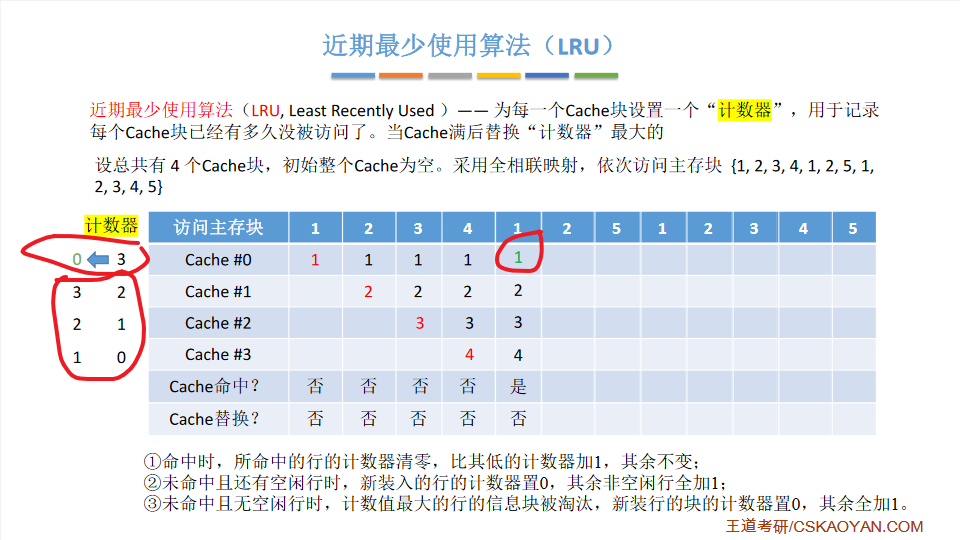 近期最少使用算法（LRU）
近期最少使用算法（LRU, Least Recently Used ）—— 为每一个Cache块设置一个“计数器”，用于记录
每个Cache块已经有多久没被访问了。当Cache满后替换“计数器”最大的
设总共有 4 个Cache块，初始整个Cache为空。采用全相联映射，依次访问主存块 {1, 2, 3, 4, 1, 2, 5, 1,
2, 3, 4, 5}
计数器 访问主存块 1 2 3 4 1 2 5 1 2 3 4 5
0 3 Cache #0 1 1 1 1 1
3 2 Cache #1 2 2 2 2
2 1 Cache #2 3 3 3
1 0 Cache #3 4 4
Cache命中？ 否 否 否 否 是
Cache替换？ 否 否 否 否 否
①命中时，所命中的行的计数器清零，比其低的计数器加1，其余不变；
②未命中且还有空闲行时，新装入的行的计数器置0，其余非空闲行全加1；
③未命中且无空闲行时，计数值最大的行的信息块被淘汰，新装行的块的计数器置0，其余全加1。
王道考研/CSKAOYAN.COM